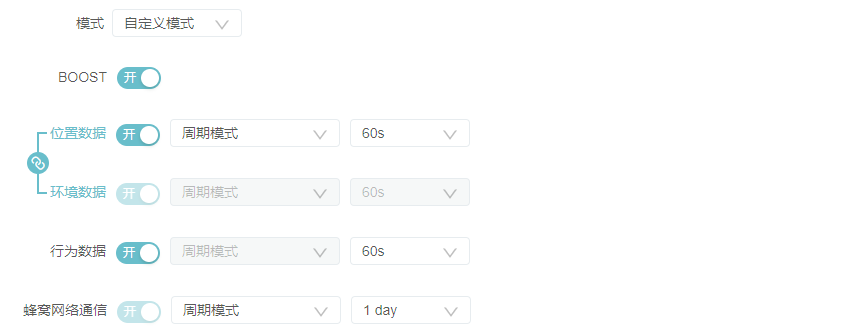 模式 自定义模式
BOOST 开
位置数据 开 周期模式 60s
环境数据 开 周期模式 60s
行为数据 开 周期模式 60s
蜂窝网络通信 开 周期模式 1 day